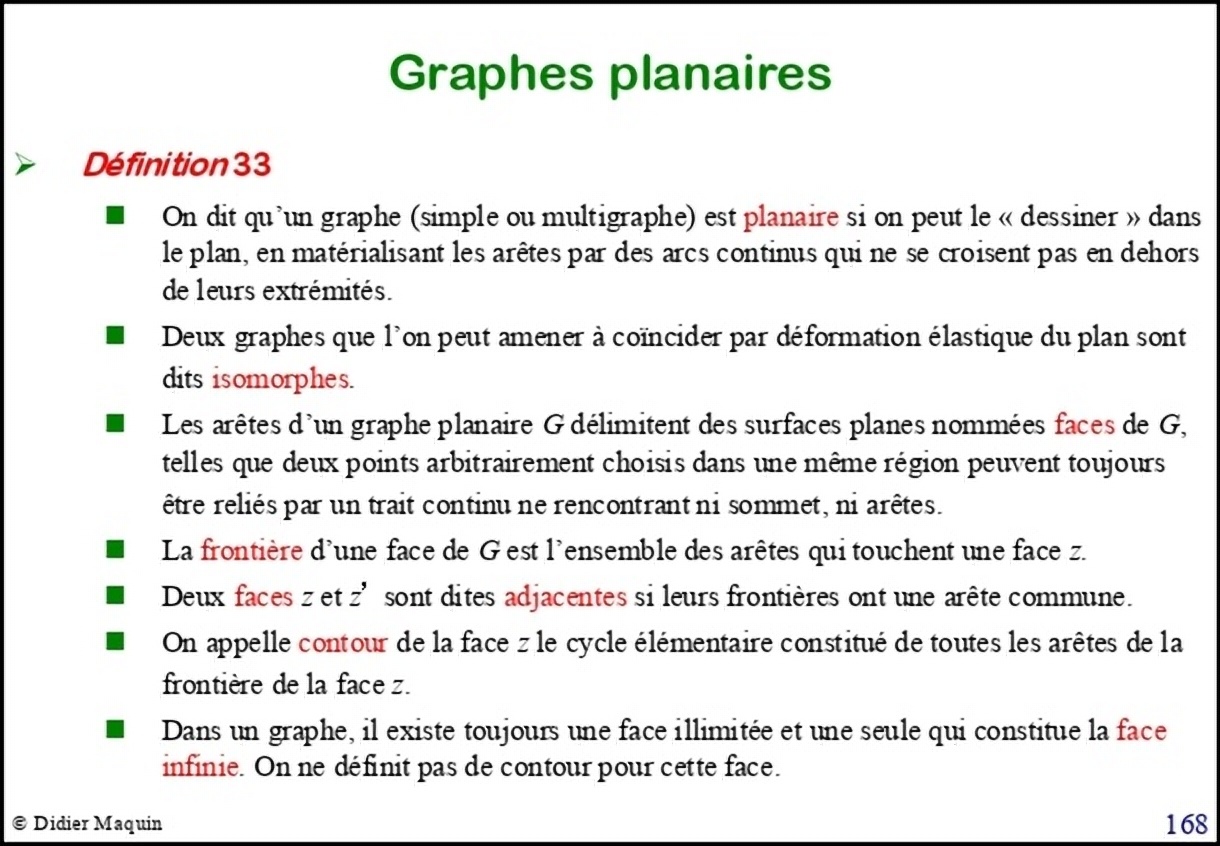 Graphes planaires
Définition 33
On dit qu'un graphe (simple ou multigraphe) est planaire si on peut le « dessiner » dans
le plan, en matérialisant les arêtes par des arcs continus qui ne se croisent pas en dehors
de leurs extrémités.
Deux graphes que l'on peut amener à coïncider par déformation élastique du plan sont
dits isomorphes.
Les arêtes d'un graphe planaire G délimitent des surfaces planes nommées faces de G,
telles que deux points arbitrairement choisis dans une même région peuvent toujours
être reliés par un trait continu ne rencontrant ni sommet, ni arêtes.
La frontière d'une face de G est l'ensemble des arêtes qui touchent une face z.
Deux faces z et z’ sont dites adjacentes si leurs frontières ont une arête commune.
On appelle contour de la face z le cycle élémentaire constitué de toutes les arêtes de la
frontière de la face z.
Dans un graphe, il existe toujours une face illimitée et une seule qui constitue la face
infinie. On ne définit pas de contour pour cette face.
© Didier Maquin
168